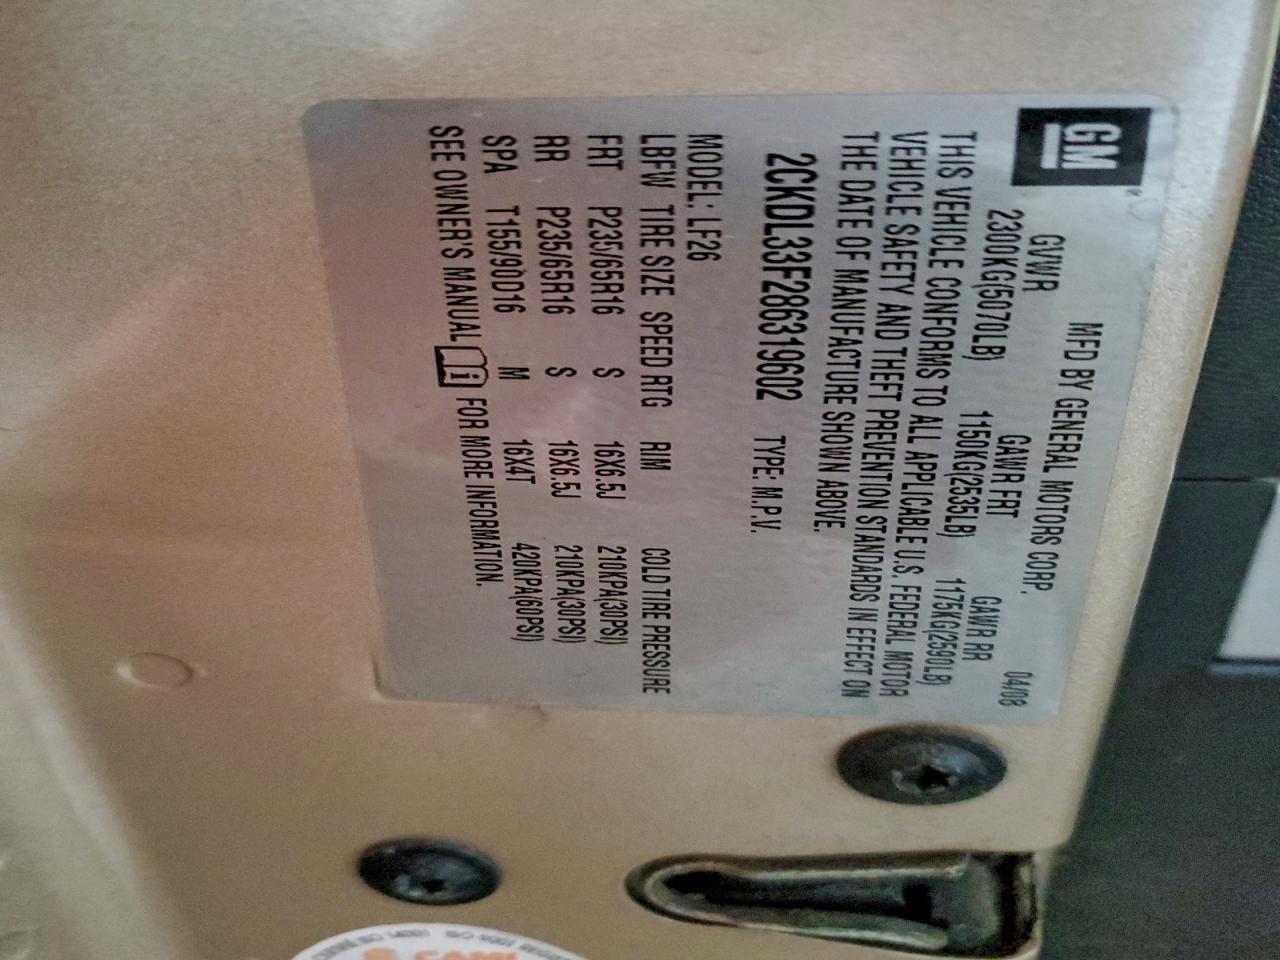 GM
MFD BY GENERAL MOTORS CORP. 04/08
GVWR GAWR FRT GAWR RR
2300KG(5070LB) 1150KG(2535LB) 1175KG(2590LB)
THIS VEHICLE CONFORMS TO ALL APPLICABLE U.S. FEDERAL MOTOR
VEHICLE SAFETY AND THEFT PREVENTION STANDARDS IN EFFECT ON
THE DATE OF MANUFACTURE SHOWN ABOVE.
2CKDL33F286319602 TYPE: M.P.V.
MODEL: LF26
LBFW TIRE SIZE SPEED RTG RIM COLD TIRE PRESSURE
FRT P235/65R16 S 16X6.5J 210KPA(30PSI)
RR P235/65R16 S 16X6.5J 210KPA(30PSI)
SPA T155/90D16 M 16X4T 420KPA(60PSI)
SEE OWNER'S MANUAL FOR MORE INFORMATION.